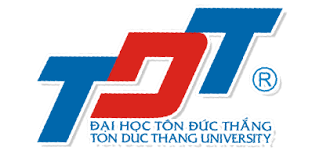 TDT ®
ĐẠI HỌC TÔN ĐỨC THẮNG
TON DUC THANG UNIVERSITY